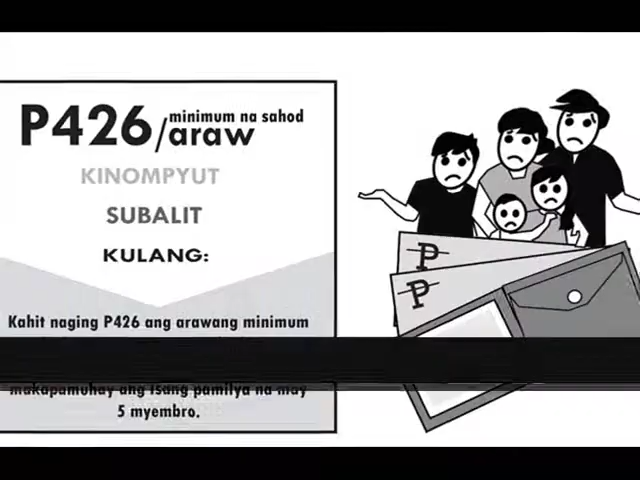 P426/araw
minimum na sahod
KINOMPYUT
SUBALIT
KULANG:
Kahit naging P426 ang arawang minimum
makapamuhay ang isang pamilya na may
5 myembro.
P
P